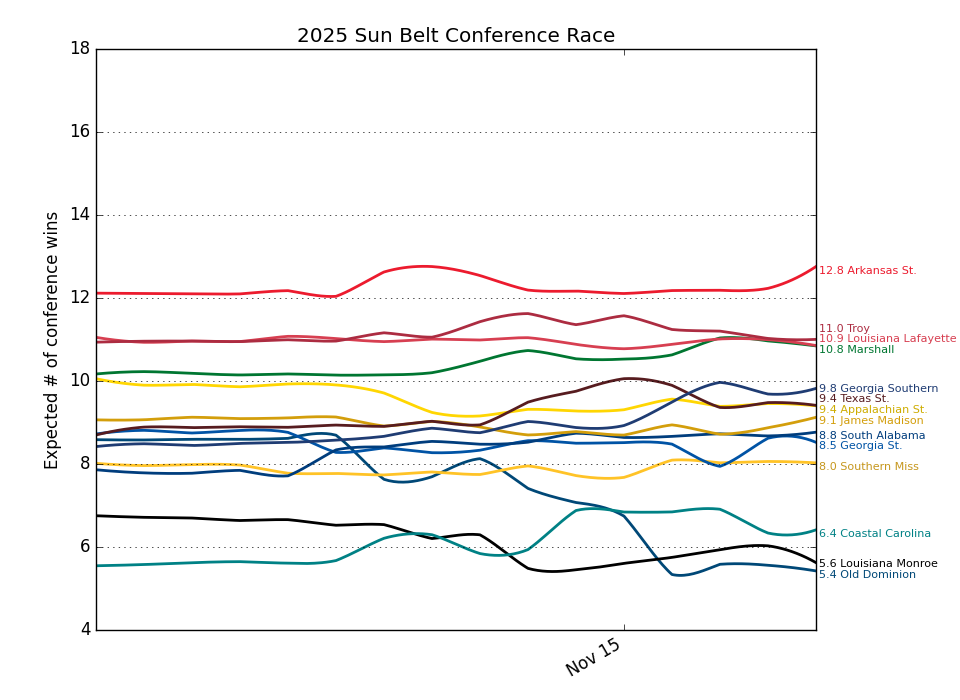 2025 Sun Belt Conference Race
Expected # of conference wins
18
16
14
12
10
8
6
4
Nov 15
12.8 Arkansas St.
11.0 Troy
10.9 Louisiana Lafayette
10.8 Marshall
9.8 Georgia Southern
9.4 Texas St.
9.4 Appalachian St.
9.1 James Madison
8.8 South Alabama
8.5 Georgia St.
8.0 Southern Miss
6.4 Coastal Carolina
5.6 Louisiana Monroe
5.4 Old Dominion